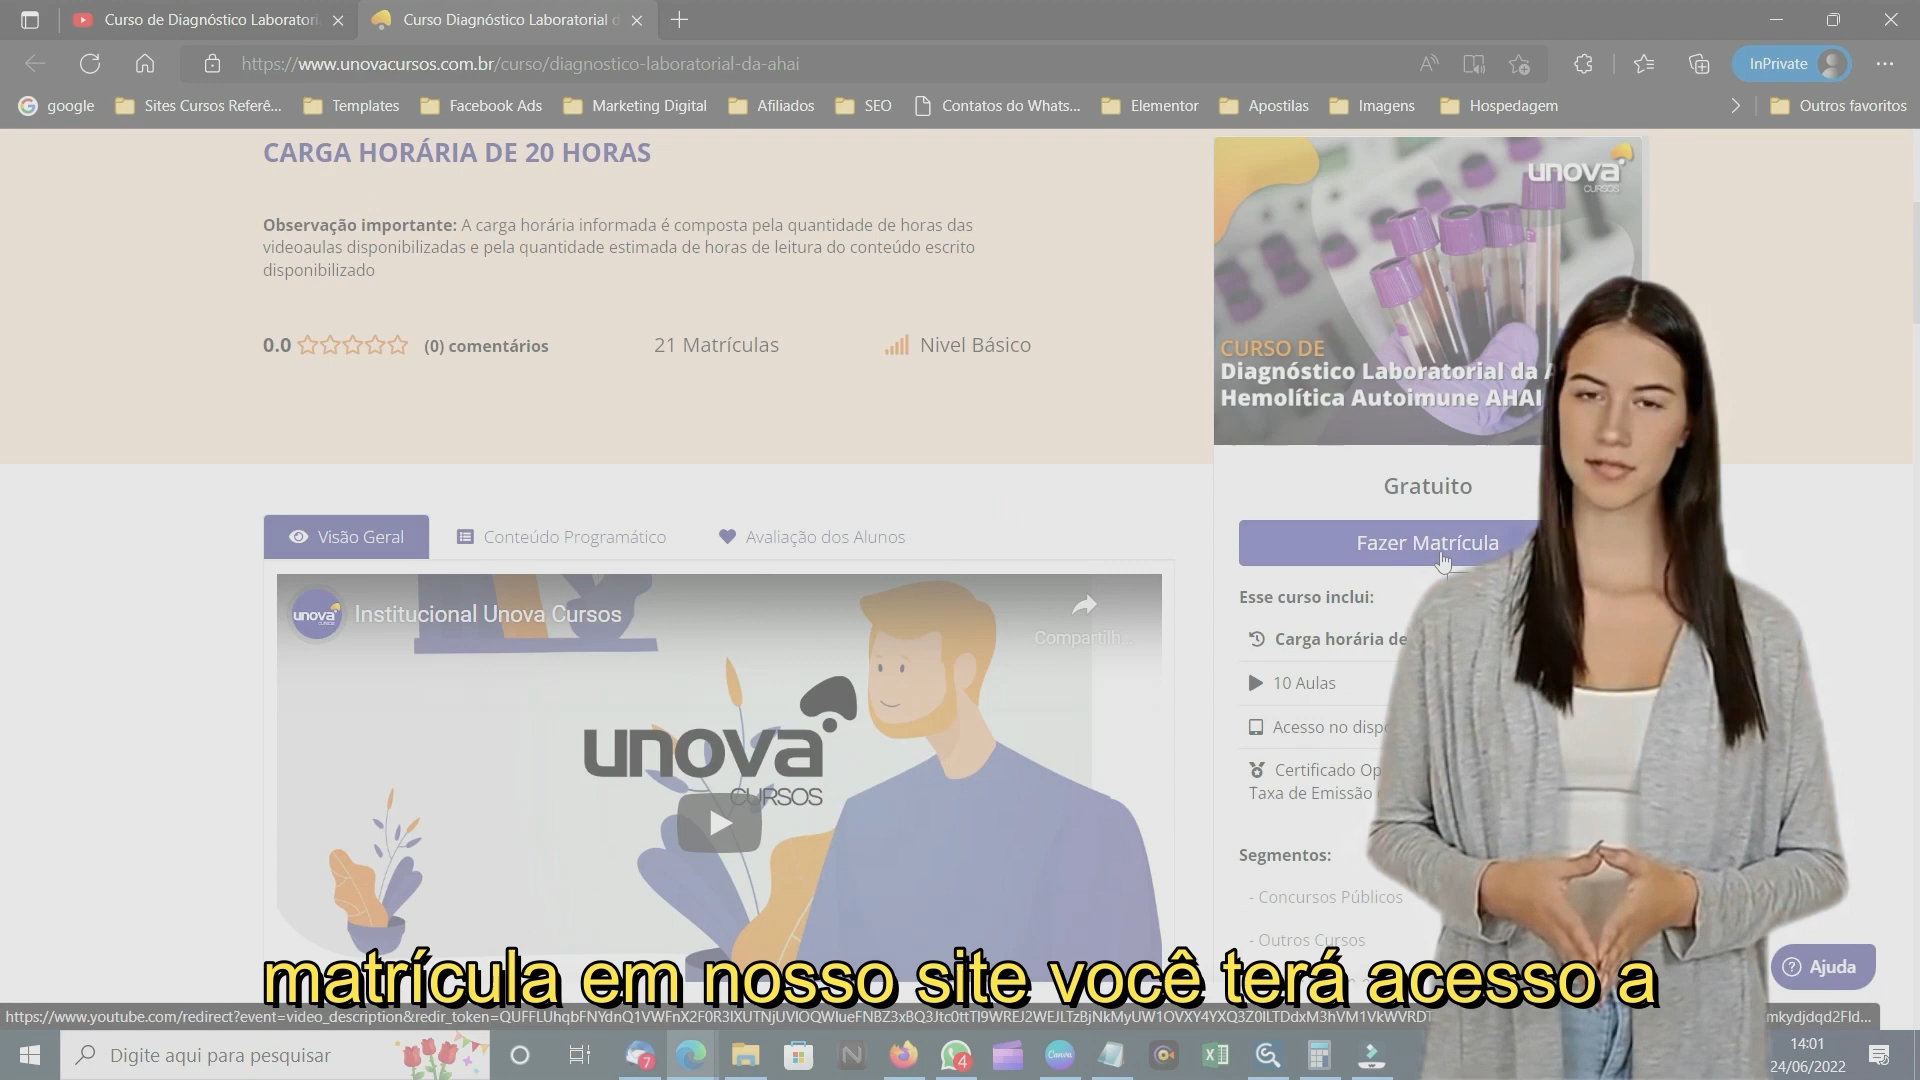 Curso de Diagnóstico Laboratori
Curso Diagnóstico Laboratorial d
https://www.unovacursos.com.br/curso/diagnostico-laboratorial-da-ahai
InPrivate
google
Sites Cursos Referê...
Templates
Facebook Ads
Marketing Digital
Afiliados
SEO
Contatos do Whats...
Elementor
Apostilas
Imagens
Hospedagem
Outros favoritos
CARGA HORÁRIA DE 20 HORAS
Observação importante: A carga horária informada é composta pela quantidade de horas das
videoaulas disponibilizadas e pela quantidade estimada de horas de leitura do conteúdo escrito
disponibilizado
0.0 (0) comentários
21 Matrículas
Nivel Básico
unova
CURSOS
CURSO DE
Diagnóstico Laboratorial da
Hemolítica Autoimune AHAI
Gratuito
Fazer Matrícula
Esse curso inclui:
Carga horária de
10 Aulas
Acesso no disp
Certificado Op
Taxa de Emissão
Segmentos:
- Concursos Públicos
- Outros Cursos
Visão Geral
Conteúdo Programático
Avaliação dos Alunos
unova
Institucional Unova Cursos
Compartilh...
unova
CURSOS
matrícula em nosso site você terá acesso a
Ajuda
Digite aqui para pesquisar
7
4
Canva
14:01
24/06/2022